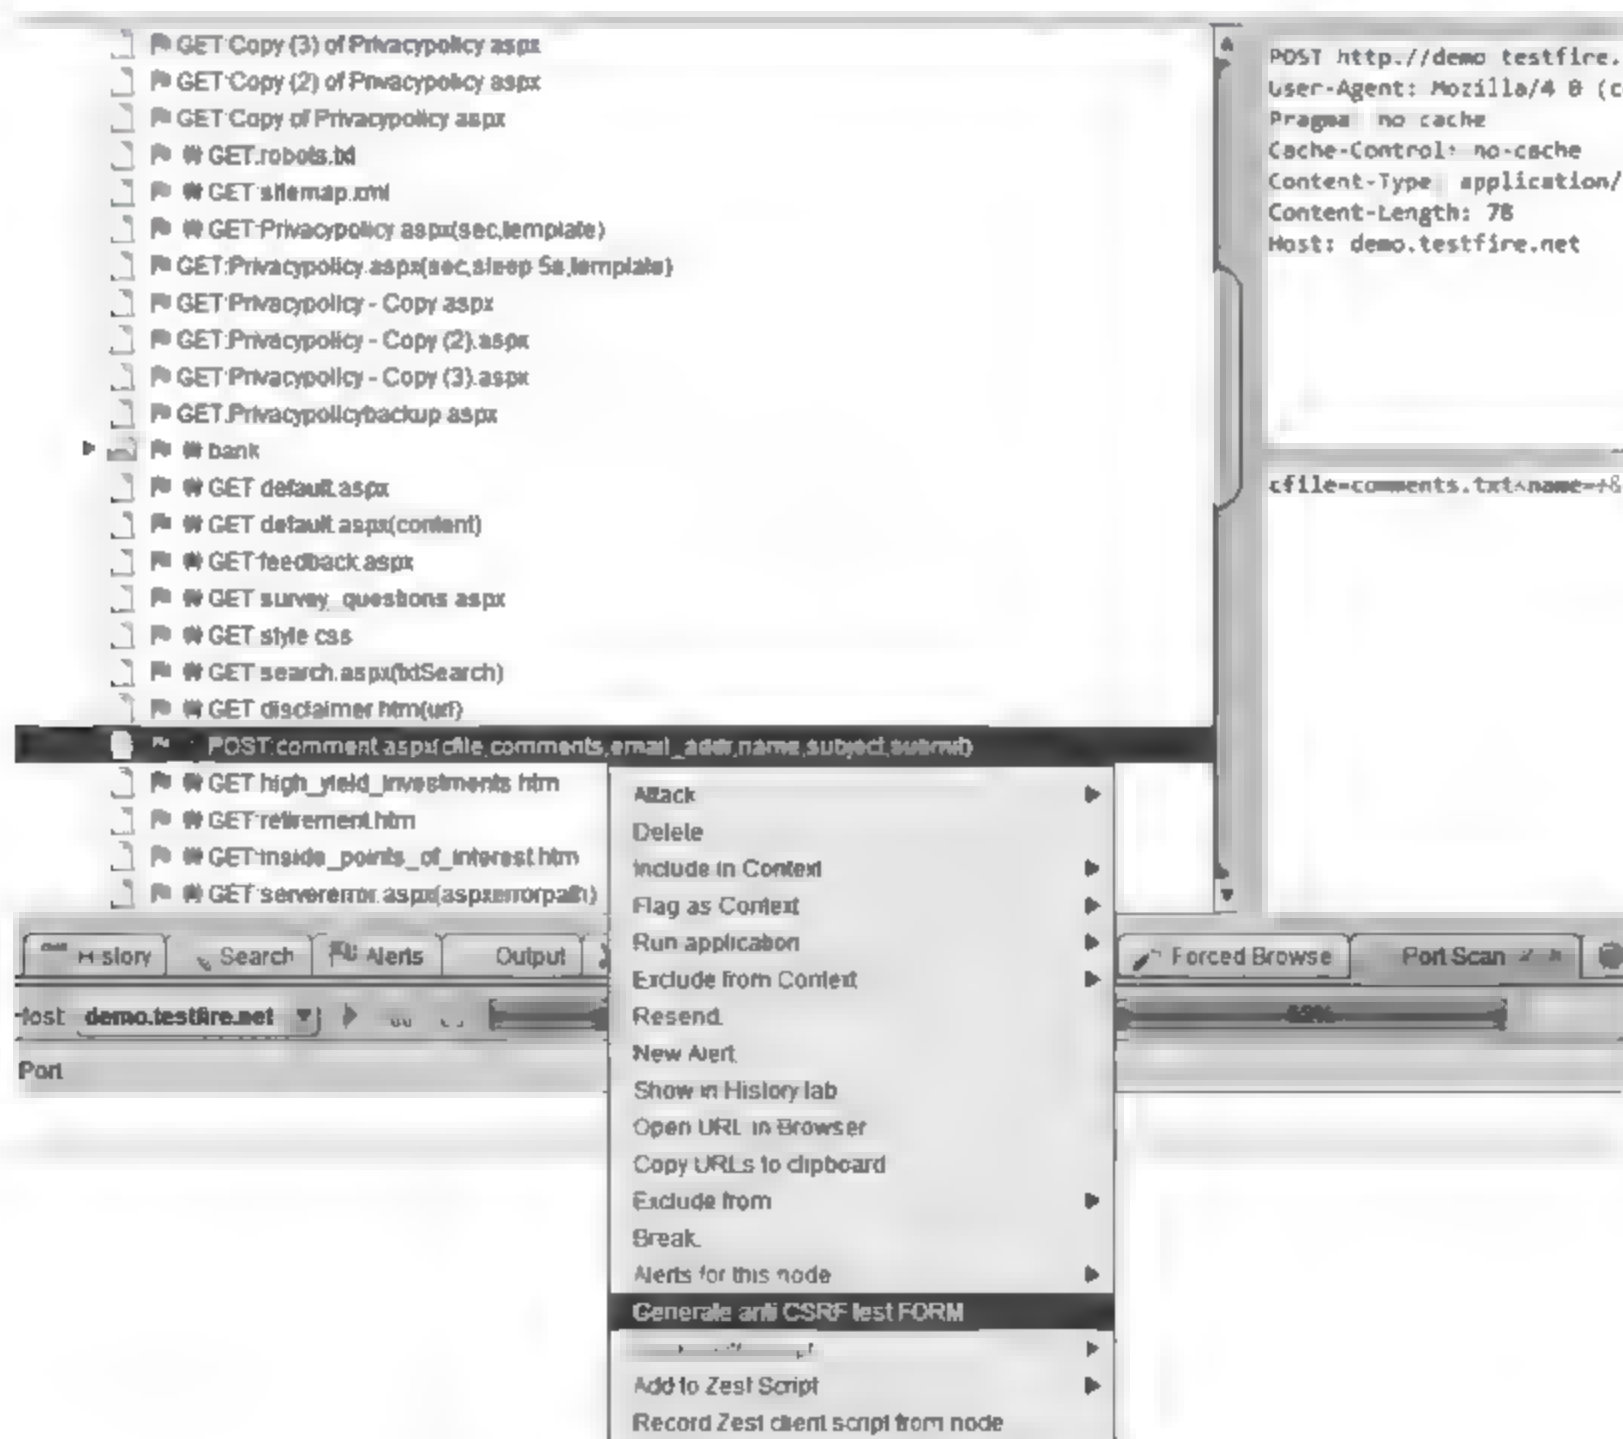 GET:Copy (3) of Privacypolicy.aspx
GET:Copy (2) of Privacypolicy.aspx
GET:Copy of Privacypolicy.aspx
GET:robots.txt
GET:sitemap.xml
GET:Privacypolicy.aspx(sec,template)
GET:Privacypolicy.aspx(sec,sleep 5s,template)
GET:Privacypolicy - Copy.aspx
GET:Privacypolicy - Copy (2).aspx
GET:Privacypolicy - Copy (3).aspx
GET:Privacypolicybackup.aspx
bank
GET:default.aspx
GET:default.aspx(content)
GET:feedback.aspx
GET:survey_questions.aspx
GET:style.css
GET:search.aspx(txtSearch)
GET:disclaimer.htm(url)
POST:comment.aspx(cfile,comments,email_addr,name,subject,submit)
GET:high_yield_investments.htm
GET:retirement.htm
GET:inside_points_of_interest.htm
GET:servererror.aspx(aspxerrorpath)
POST http://demo.testfire.
User-Agent: Mozilla/4.0 (c
Pragma: no-cache
Cache-Control: no-cache
Content-Type: application/
Content-Length: 78
Host: demo.testfire.net
cfile=comments.txt&name=+&
Attack
Delete
Include in Context
Flag as Context
Run application
Exclude from Context
Resend...
New Alert...
Show in History tab
Open URL in Browser
Copy URLs to clipboard
Exclude from
Break...
Alerts for this node
Generate anti CSRF test FORM
Add to Zest Script
Record Zest client script from node
History Search Alerts Output Forced Browse Port Scan
demo.testfire.net
Port